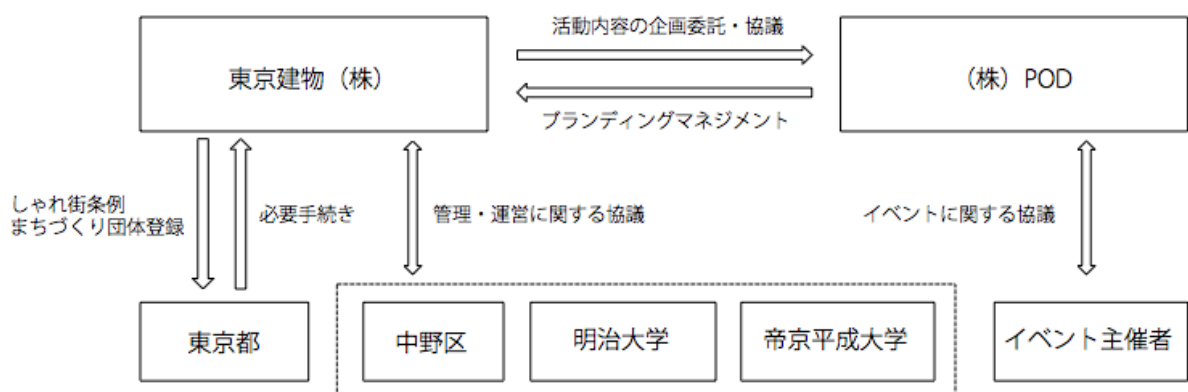 活動内容の企画委託・協議
東京建物（株）
（株）POD
ブランディングマネジメント
しゃれ街条例
まちづくり団体登録
必要手続き
管理・運営に関する協議
イベントに関する協議
東京都
中野区
明治大学
帝京平成大学
イベント主催者